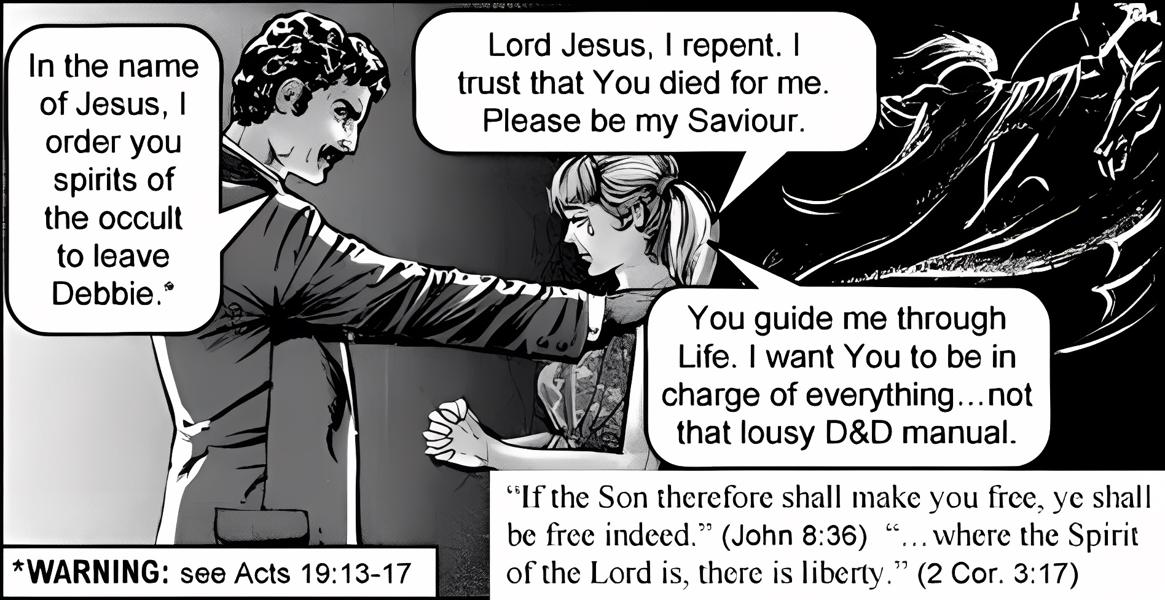 In the name
of Jesus, I
order you
spirits of
the occult
to leave
Debbie.*
Lord Jesus, I repent. I
trust that You died for me.
Please be my Saviour.
You guide me through
Life. I want You to be in
charge of everything...not
that lousy D&D manual.
“If the Son therefore shall make you free, ye shall
be free indeed.” (John 8:36) “...where the Spirit
of the Lord is, there is liberty.” (2 Cor. 3:17)
*WARNING: see Acts 19:13-17